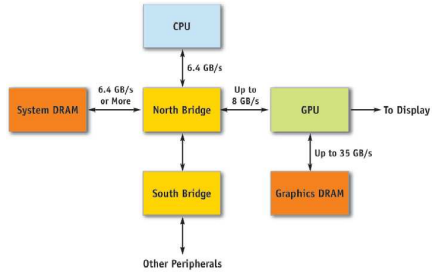 CPU
6.4 GB/s
6.4 GB/s
or More
Up to
8 GB/s
System DRAM
North Bridge
GPU
To Display
Up to 35 GB/s
South Bridge
Graphics DRAM
Other Peripherals